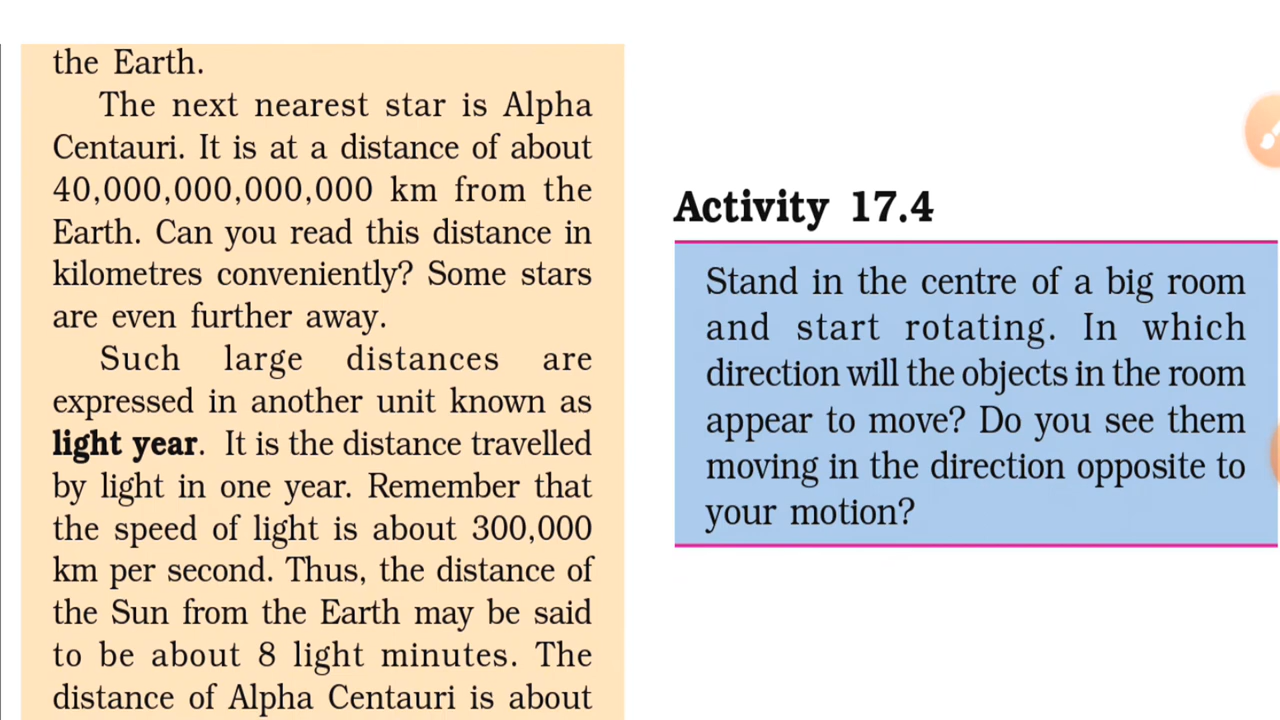 the Earth.
The next nearest star is Alpha
Centauri. It is at a distance of about
40,000,000,000,000 km from the
Earth. Can you read this distance in
kilometres conveniently? Some stars
are even further away.
Such large distances are
expressed in another unit known as
light year. It is the distance travelled
by light in one year. Remember that
the speed of light is about 300,000
km per second. Thus, the distance of
the Sun from the Earth may be said
to be about 8 light minutes. The
distance of Alpha Centauri is about
Activity 17.4
Stand in the centre of a big room
and start rotating. In which
direction will the objects in the room
appear to move? Do you see them
moving in the direction opposite to
your motion?